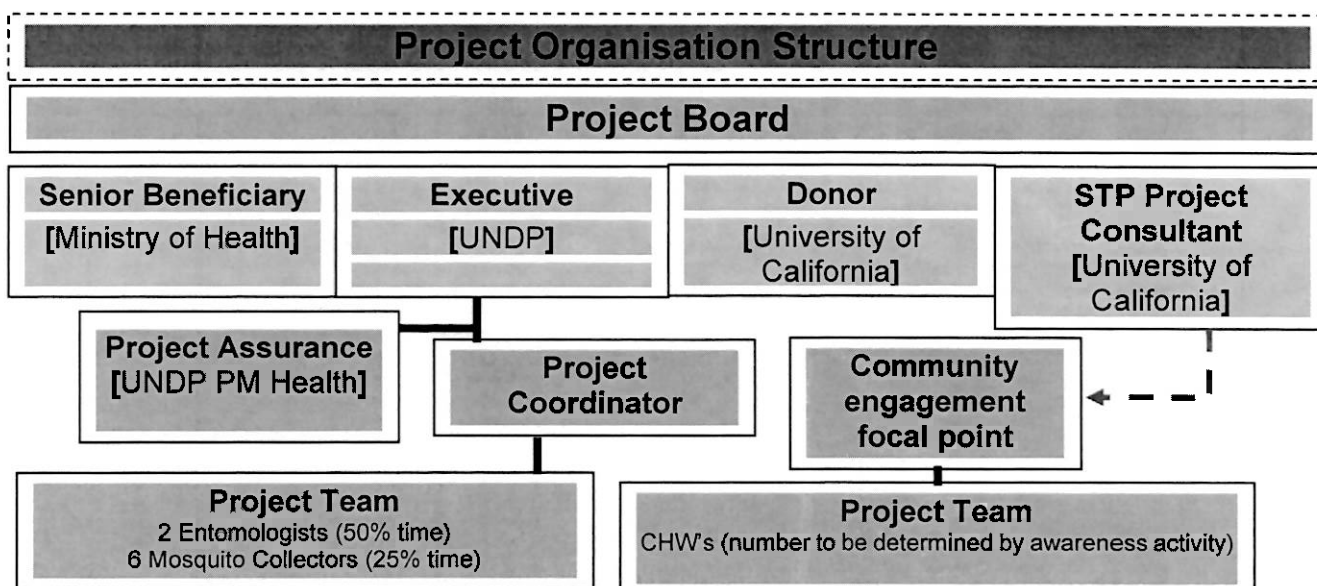 Project Organisation Structure
Project Board
Senior Beneficiary
[Ministry of Health]
Executive
[UNDP]
Donor
[University of
California]
STP Project
Consultant
[University of
California]
Project Assurance
[UNDP PM Health]
Project
Coordinator
Community
engagement
focal point
Project Team
2 Entomologists (50% time)
6 Mosquito Collectors (25% time)
Project Team
CHW's (number to be determined by awareness activity)